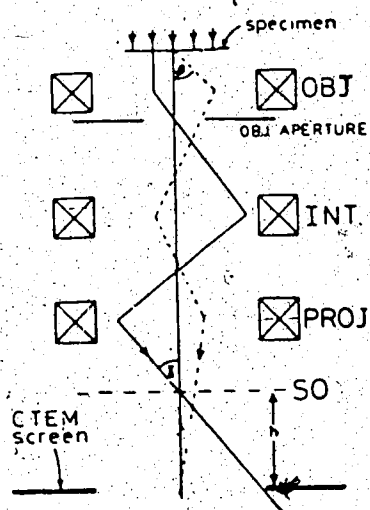 specimen
OBJ
OBJ APERTURE
INT.
PROJ
SO
CTEM
screen
h